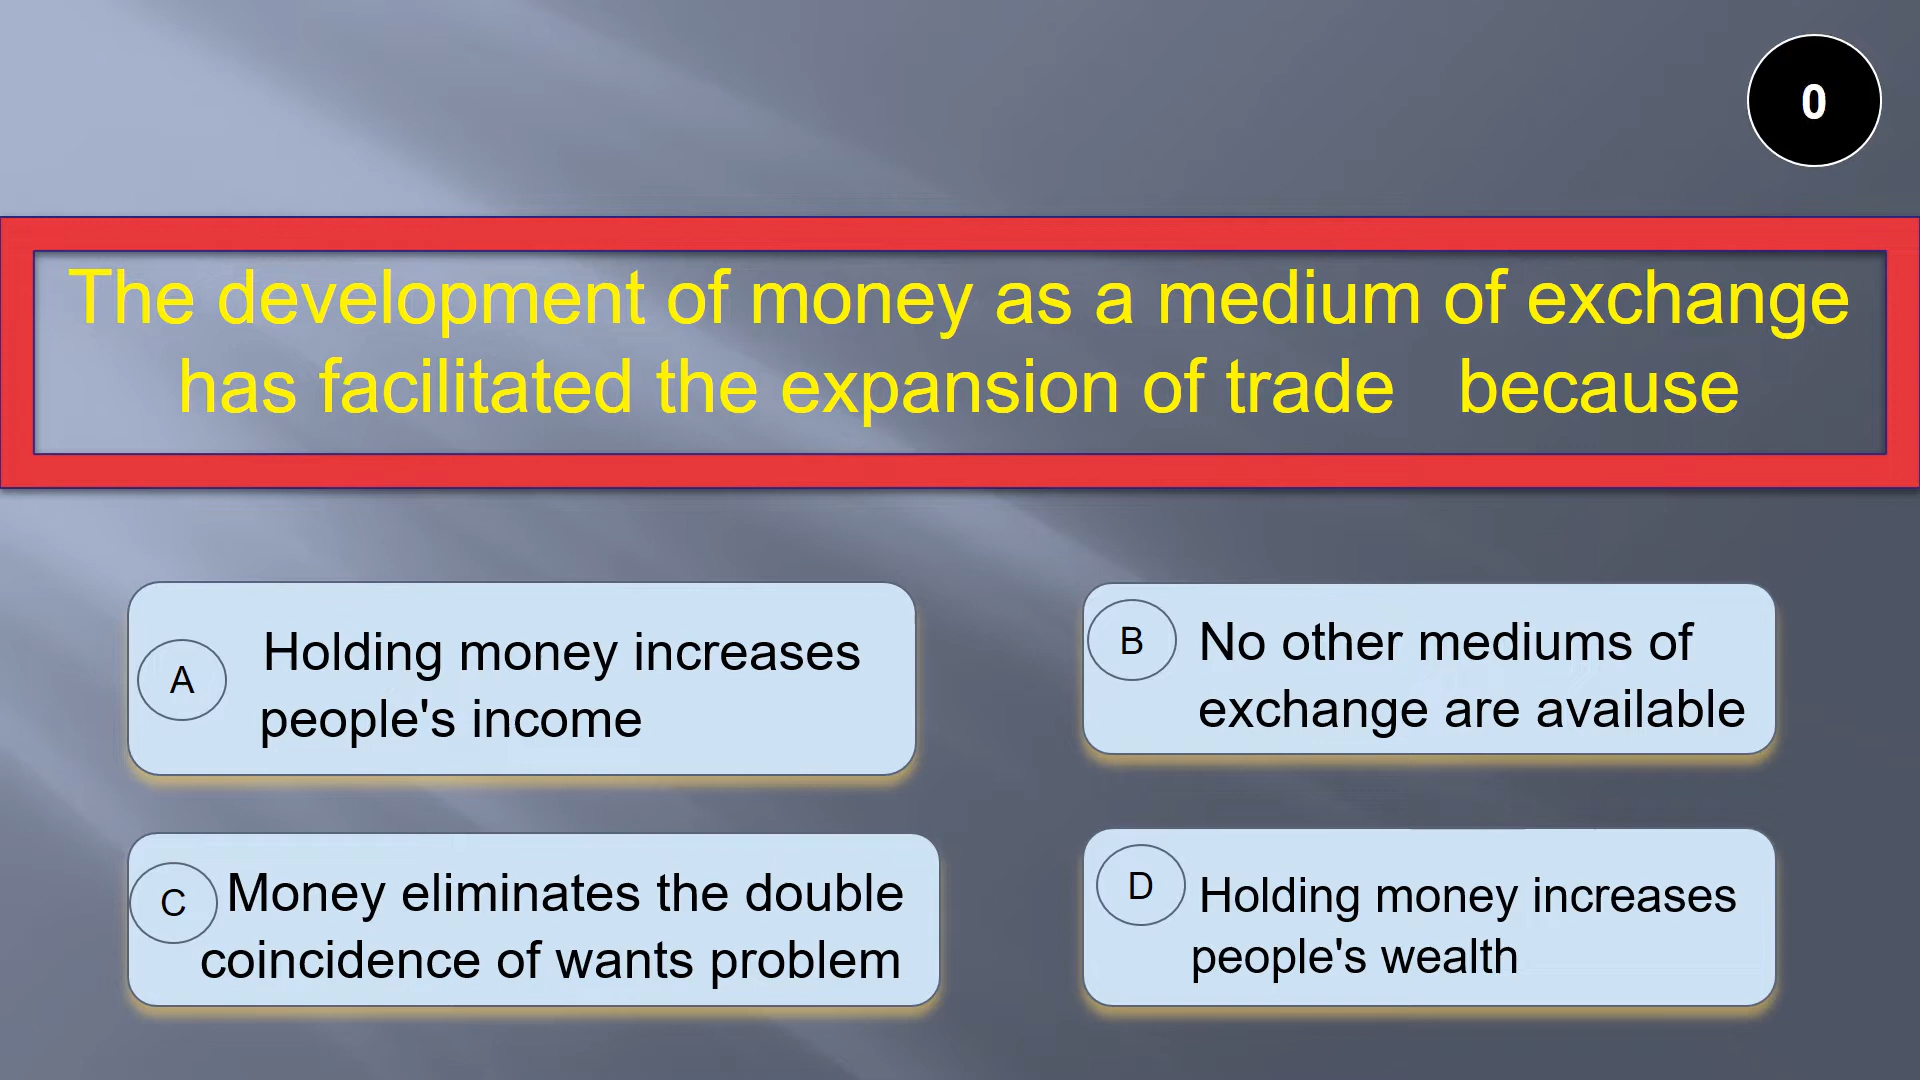 0
The development of money as a medium of exchange
has facilitated the expansion of trade because
A
Holding money increases
people's income
B
No other mediums of
exchange are available
C
Money eliminates the double
coincidence of wants problem
D
Holding money increases
people's wealth